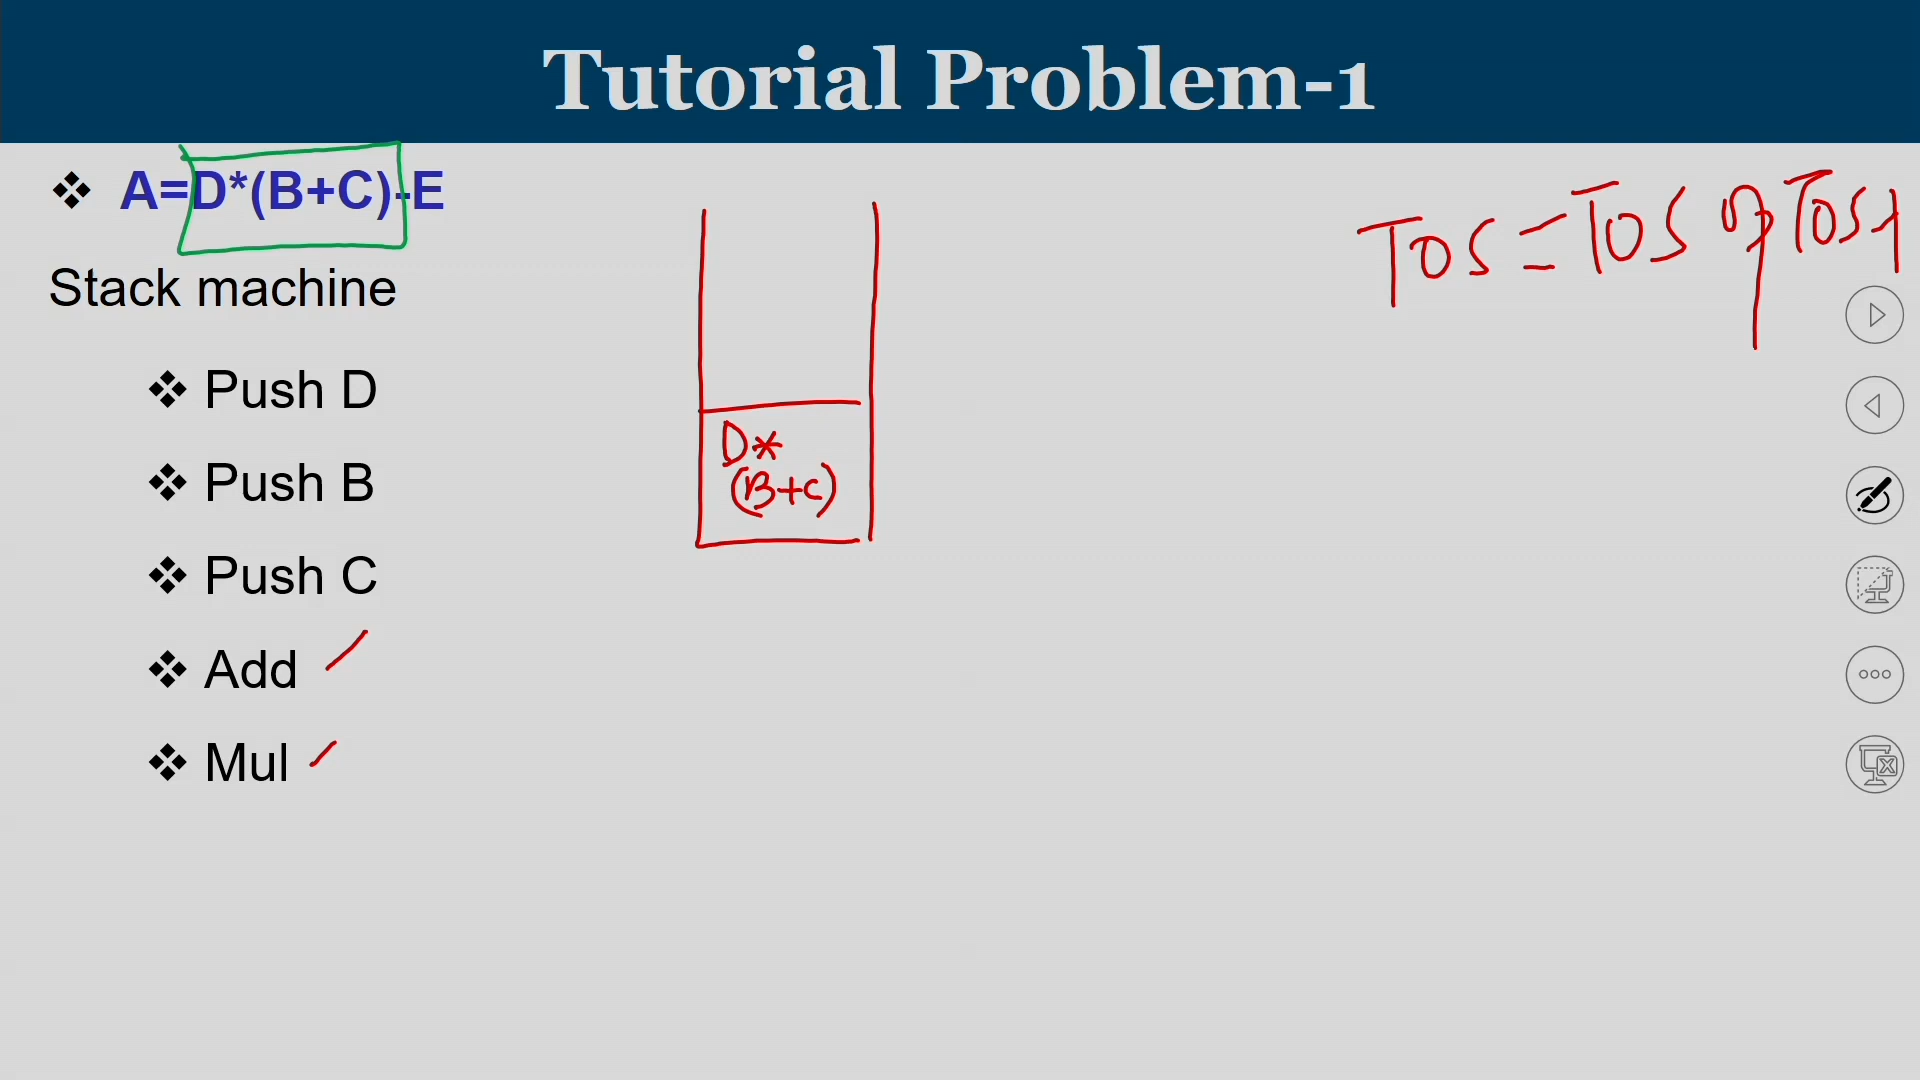 Tutorial Problem-1
❖ A=D*(B+C)-E
Stack machine
❖ Push D
❖ Push B
❖ Push C
❖ Add
❖ Mul
D*
(B+C)
TOS = TOS op TOS-1